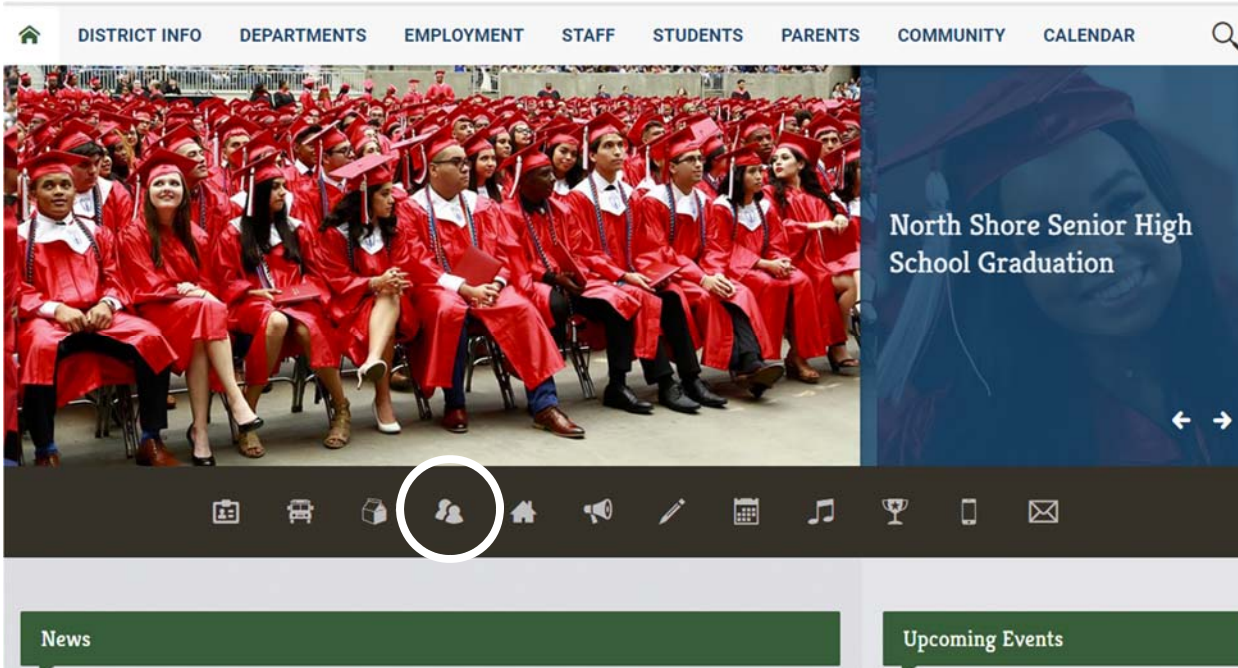 DISTRICT INFO DEPARTMENTS EMPLOYMENT STAFF STUDENTS PARENTS COMMUNITY CALENDAR
North Shore Senior High
School Graduation
News
Upcoming Events